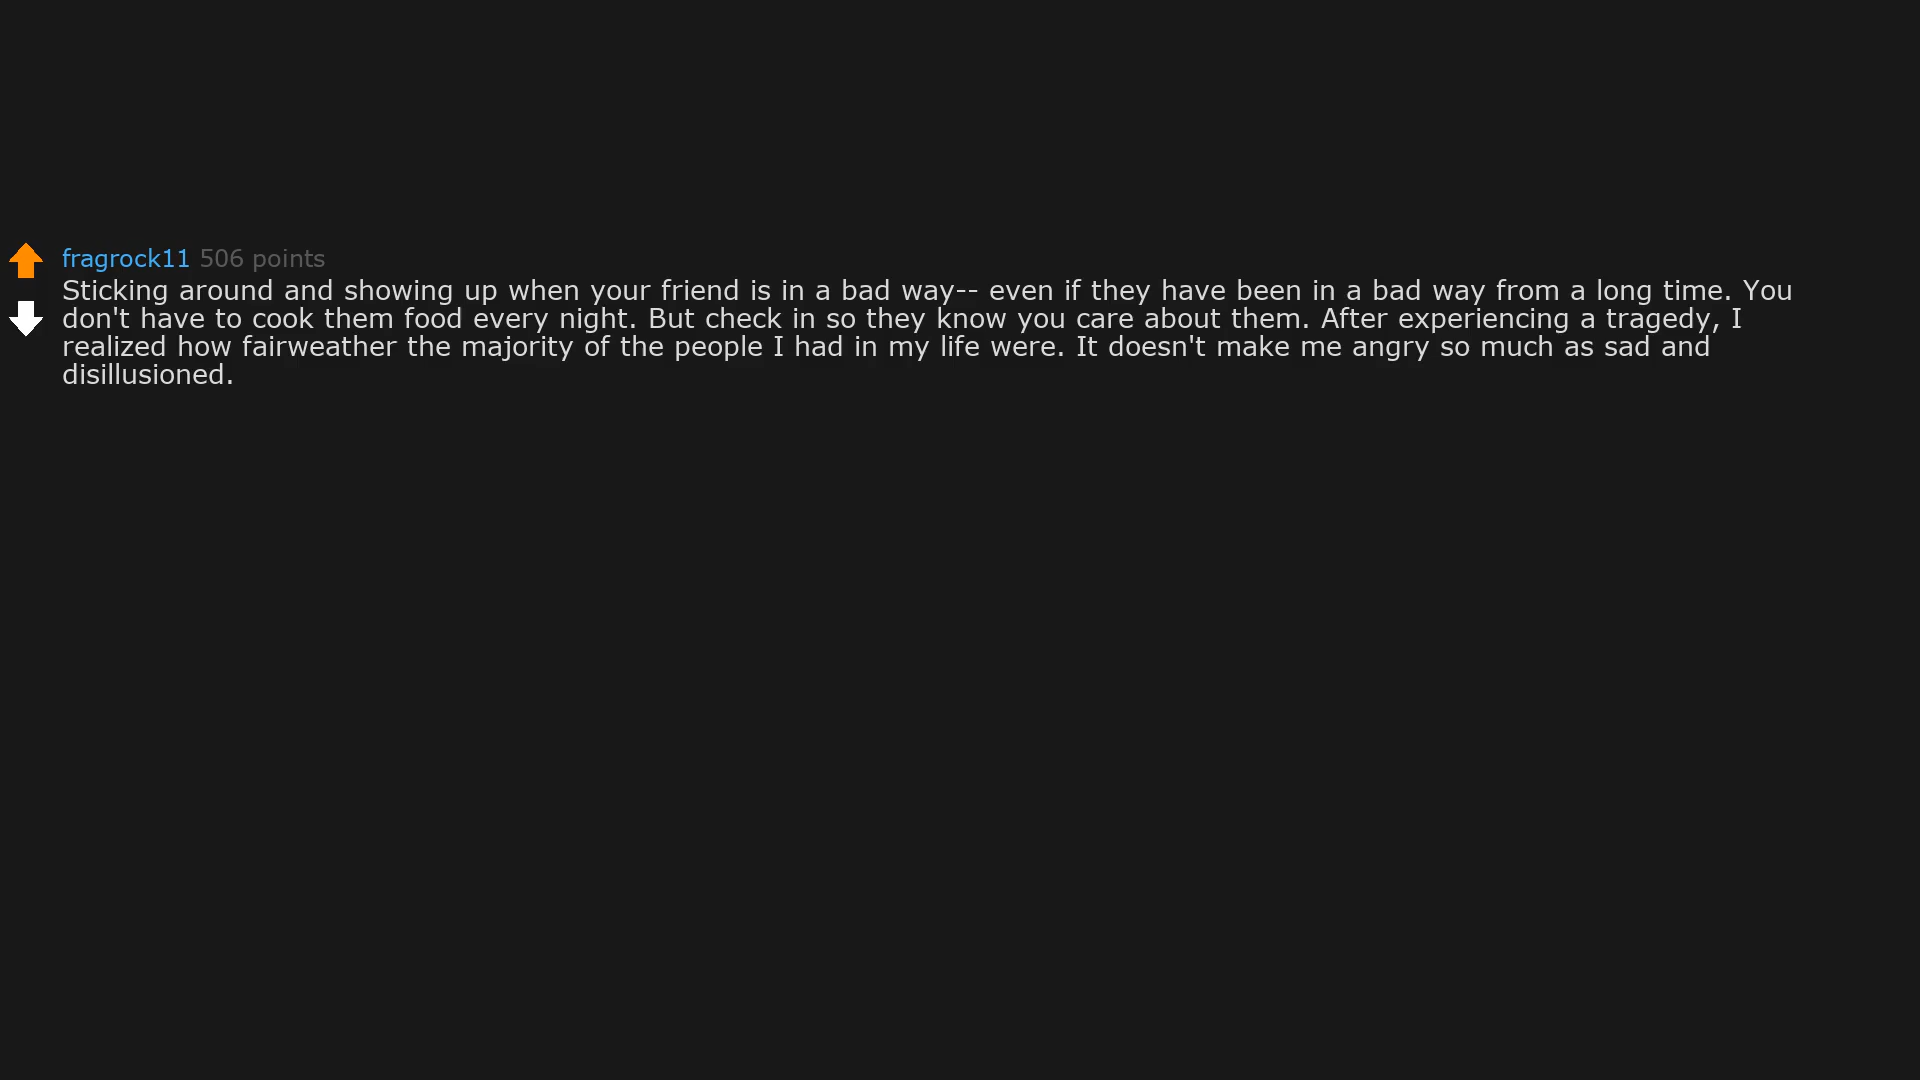 fragrock11 506 points
Sticking around and showing up when your friend is in a bad way-- even if they have been in a bad way from a long time. You
don't have to cook them food every night. But check in so they know you care about them. After experiencing a tragedy, I
realized how fairweather the majority of the people I had in my life were. It doesn't make me angry so much as sad and
disillusioned.